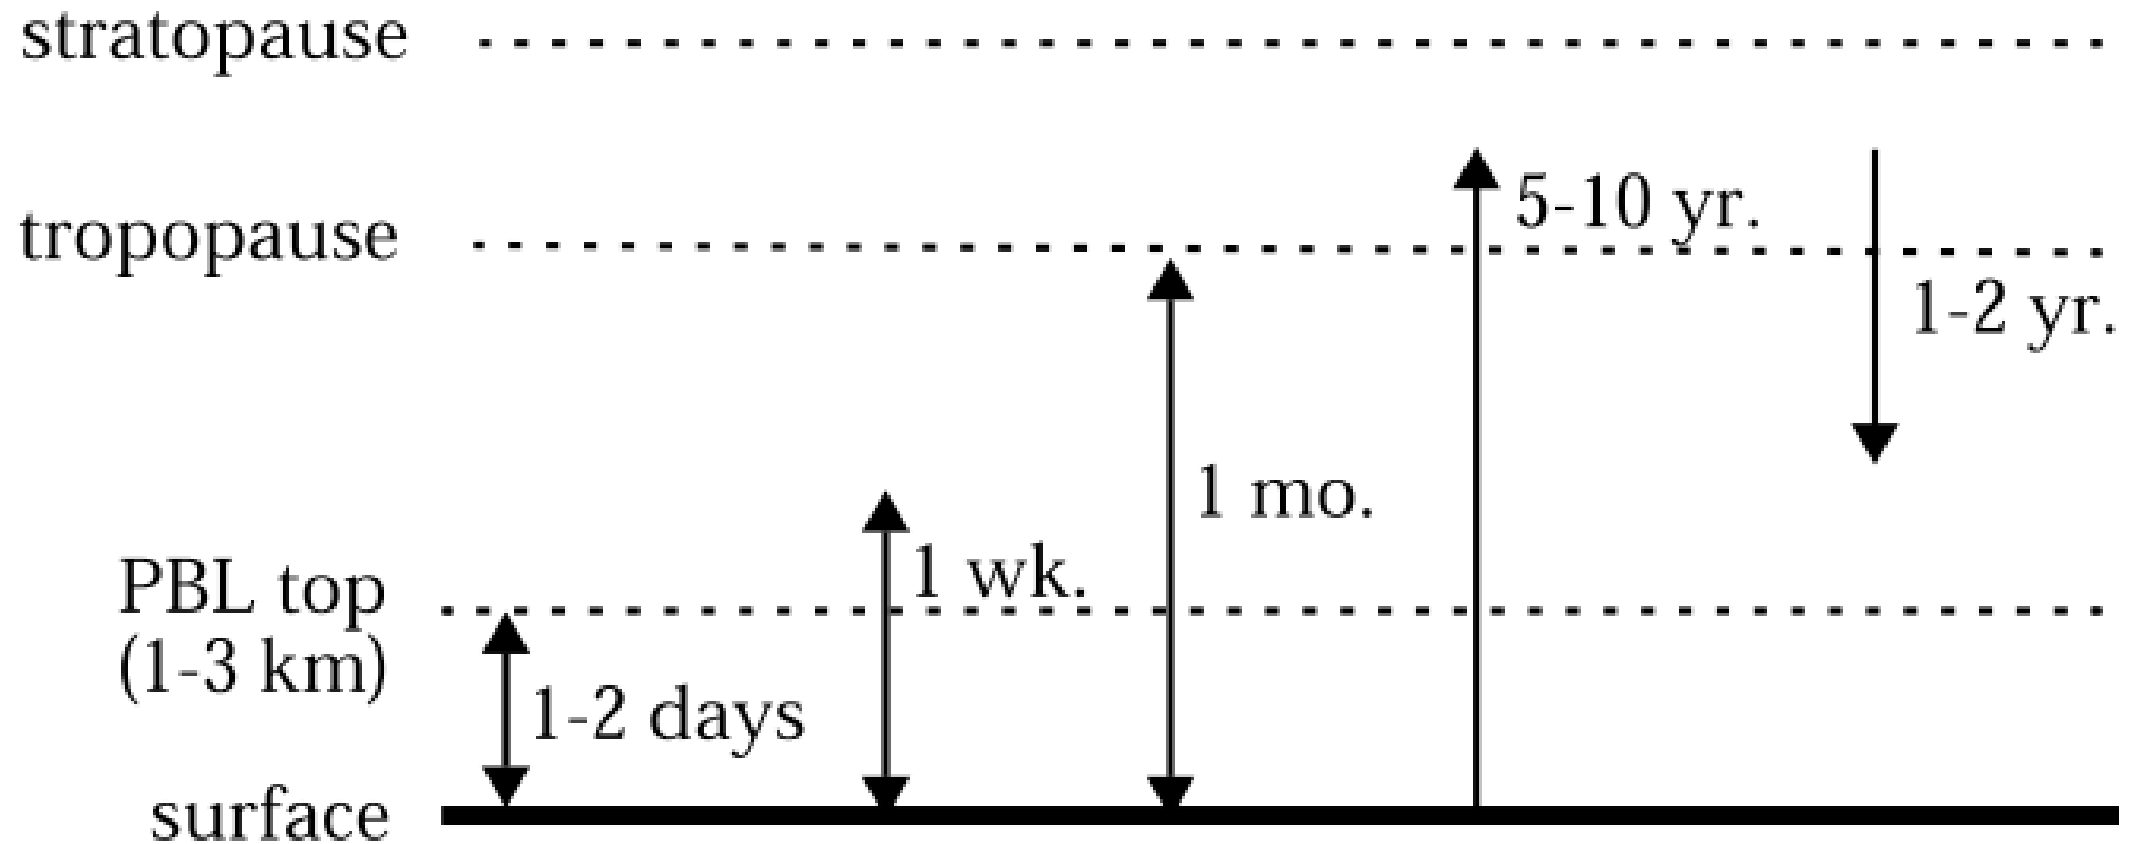 stratopause
5-10 yr.
tropopause
1-2 yr.
1 mo.
1 wk.
PBL top
(1-3 km)
1-2 days
surface